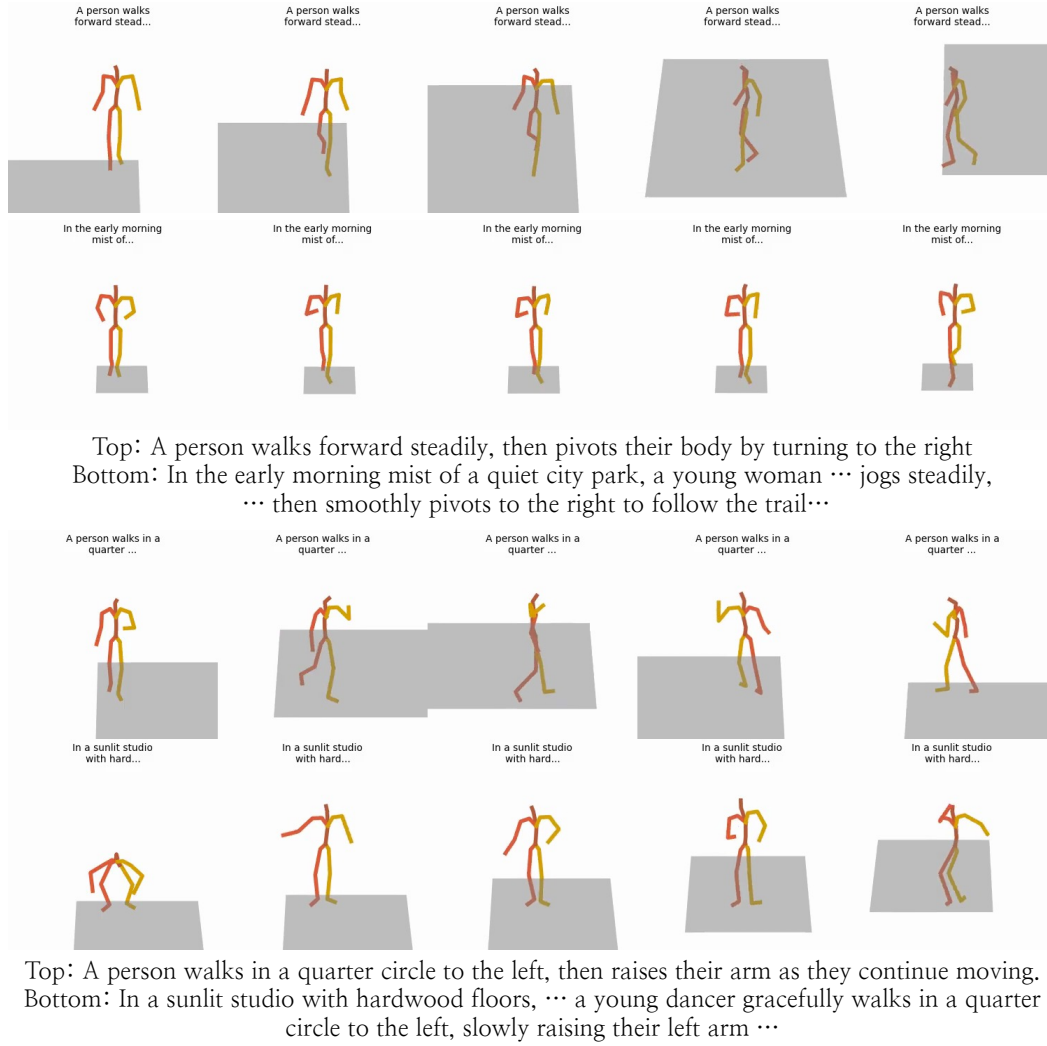 A person walks
forward stead...
A person walks
forward stead...
A person walks
forward stead...
A person walks
forward stead...
A person walks
forward stead...
In the early morning
mist of...
In the early morning
mist of...
In the early morning
mist of...
In the early morning
mist of...
In the early morning
mist of...
Top: A person walks forward steadily, then pivots their body by turning to the right
Bottom: In the early morning mist of a quiet city park, a young woman ⋯ jogs steadily,
⋯ then smoothly pivots to the right to follow the trail⋯
A person walks in a
quarter ...
A person walks in a
quarter ...
A person walks in a
quarter ...
A person walks in a
quarter ...
A person walks in a
quarter ...
In a sunlit studio
with hard...
In a sunlit studio
with hard...
In a sunlit studio
with hard...
In a sunlit studio
with hard...
In a sunlit studio
with hard...
Top: A person walks in a quarter circle to the left, then raises their arm as they continue moving.
Bottom: In a sunlit studio with hardwood floors, ⋯ a young dancer gracefully walks in a quarter
circle to the left, slowly raising their left arm ⋯